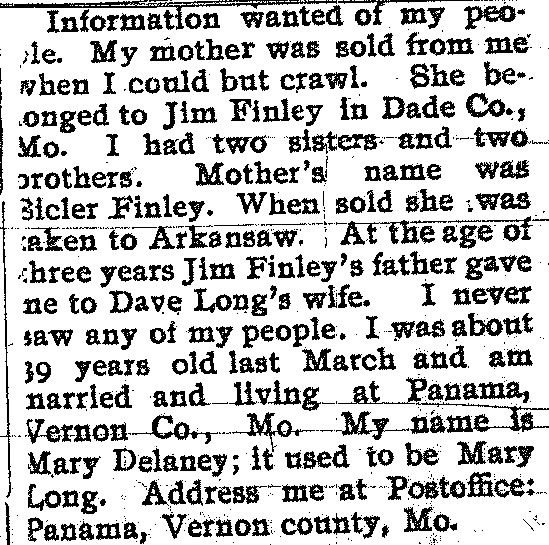 Information wanted of my peo-
ple. My mother was sold from me
when I could but crawl. She be-
longed to Jim Finley in Dade Co.,
Mo. I had two sisters and two
brothers. Mother's name was
Sicler Finley. When sold she was
taken to Arkansaw. At the age of
three years Jim Finley's father gave
me to Dave Long's wife. I never
saw any of my people. I was about
39 years old last March and am
married and living at Panama,
Vernon Co., Mo. My name is
Mary Delaney; it used to be Mary
Long. Address me at Postoffice:
Panama, Vernon county, Mo.